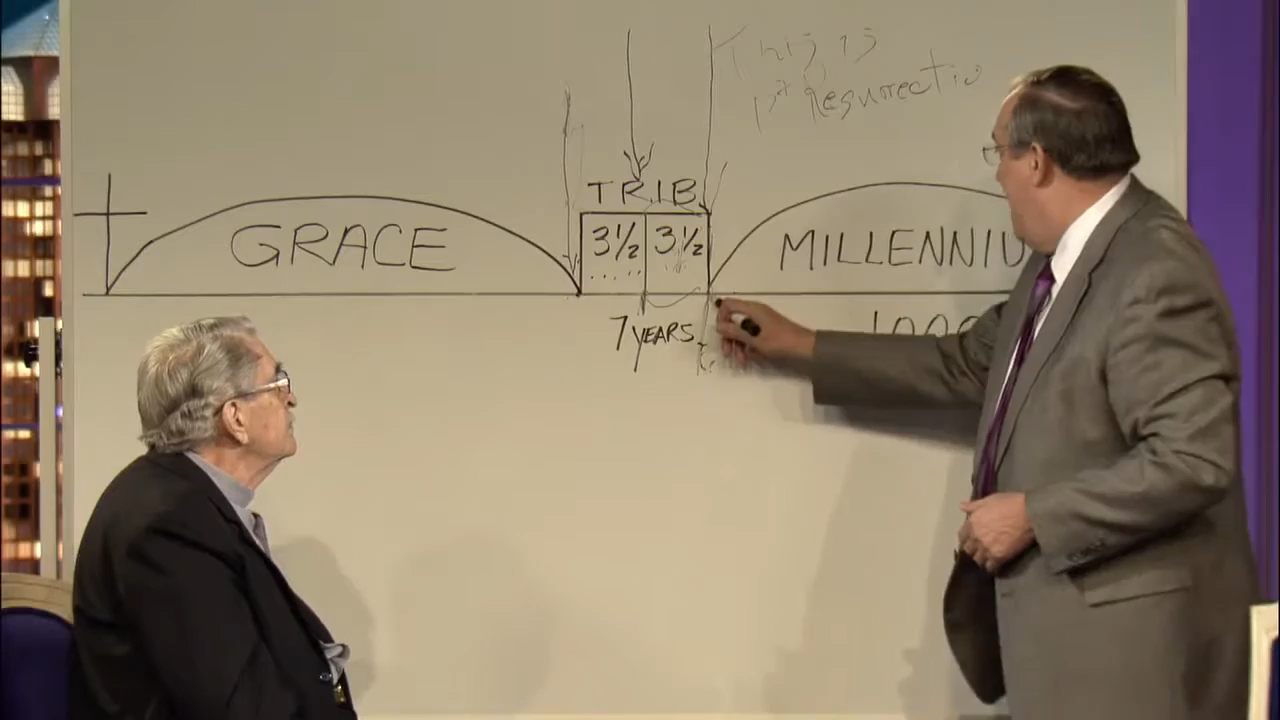 This is
1st Resurrectio
TRIB
GRACE
3½ 3½
MILLENNIU
7 YEARS